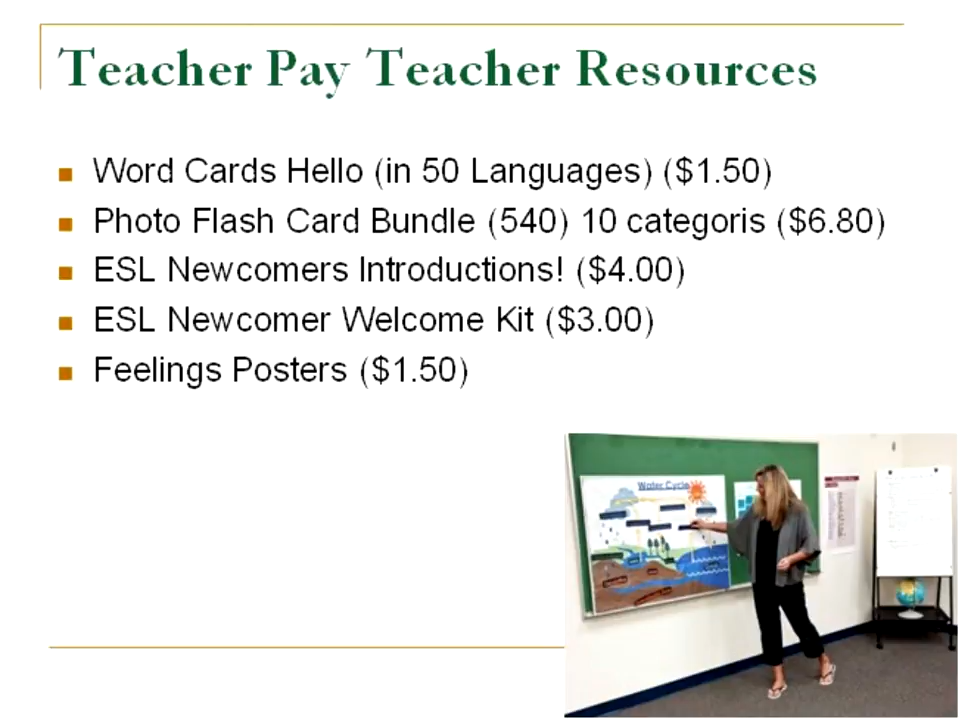 Teacher Pay Teacher Resources
Word Cards Hello (in 50 Languages) ($1.50)
Photo Flash Card Bundle (540) 10 categoris ($6.80)
ESL Newcomers Introductions! ($4.00)
ESL Newcomer Welcome Kit ($3.00)
Feelings Posters ($1.50)
Water Cycle